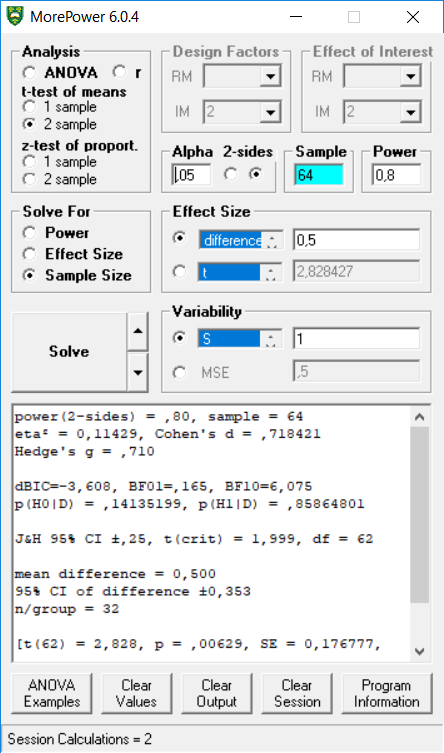 MorePower 6.0.4
Analysis
ANOVA r
t-test of means
1 sample
2 sample
z-test of proport.
1 sample
2 sample
Design Factors
RM
IM 2
Effect of Interest
RM
IM 2
Alpha 2-sides
,05
Sample
64
Power
0,8
Solve For
Power
Effect Size
Sample Size
Effect Size
difference 0,5
t 2,828427
Solve
Variability
S 1
MSE ,5
power(2-sides) = ,80, sample = 64
eta² = 0,11429, Cohen's d = ,718421
Hedge's g = ,710
dBIC=-3,608, BF01=,165, BF10=6,075
p(H0|D) = ,14135199, p(H1|D) = ,85864801
J&H 95% CI ±,25, t(crit) = 1,999, df = 62
mean difference = 0,500
95% CI of difference ±0,353
n/group = 32
[t(62) = 2,828, p = ,00629, SE = 0,176777,
ANOVA Examples
Clear Values
Clear Output
Clear Session
Program Information
Session Calculations = 2